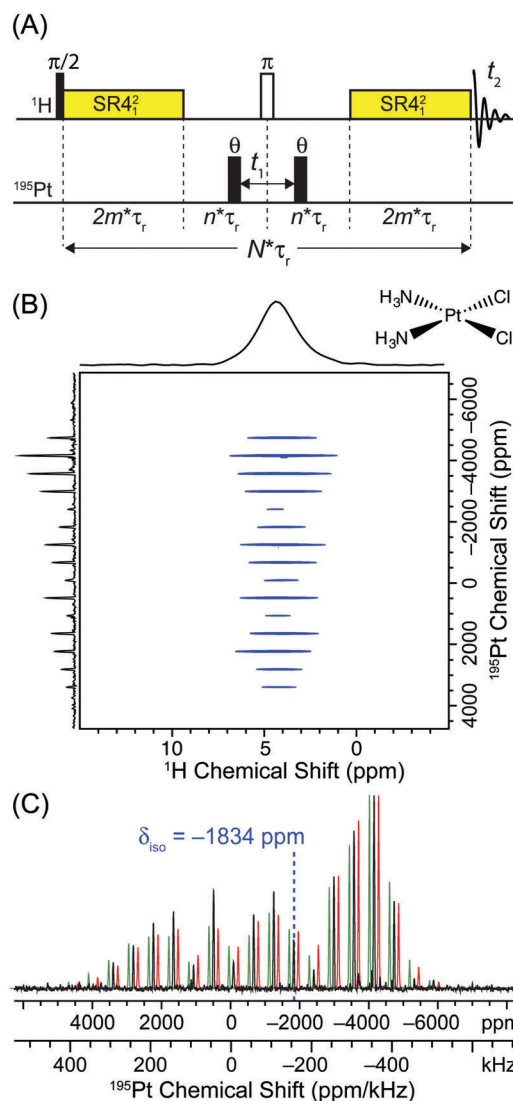 (A)
π/2 π t₂
¹H SR4₁² SR4₁²
θ t₁ θ
¹⁹⁵Pt
2m*τᵣ n*τᵣ n*τᵣ 2m*τᵣ
N*τᵣ
(B)
H₃N Cl
Pt
H₃N Cl
−6000
−4000
−2000
0
2000
4000
¹⁹⁵Pt Chemical Shift (ppm)
10 5 0
¹H Chemical Shift (ppm)
(C)
δiso = −1834 ppm
4000 2000 0 −2000 −4000 −6000 ppm
400 200 0 −200 −400 kHz
¹⁹⁵Pt Chemical Shift (ppm/kHz)